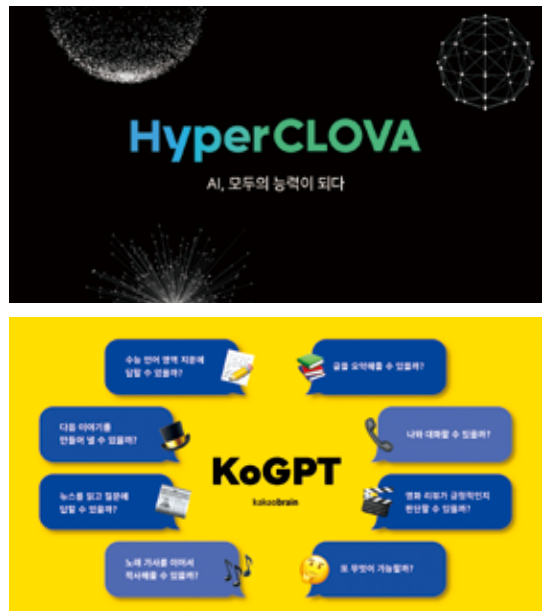 HyperCLOVA
AI, 모두의 능력이 되다
수능 언어 영역 지문에
답할 수 있을까?
글을 요약해줄 수 있을까?
다음 이야기를
만들어 낼 수 있을까?
나와 대화할 수 있을까?
KoGPT
kakaobrain
뉴스를 읽고 질문에
답할 수 있을까?
영화 리뷰가 긍정적인지
판단할 수 있을까?
노래 가사를 이어서
작사해줄 수 있을까?
또 무엇이 가능할까?